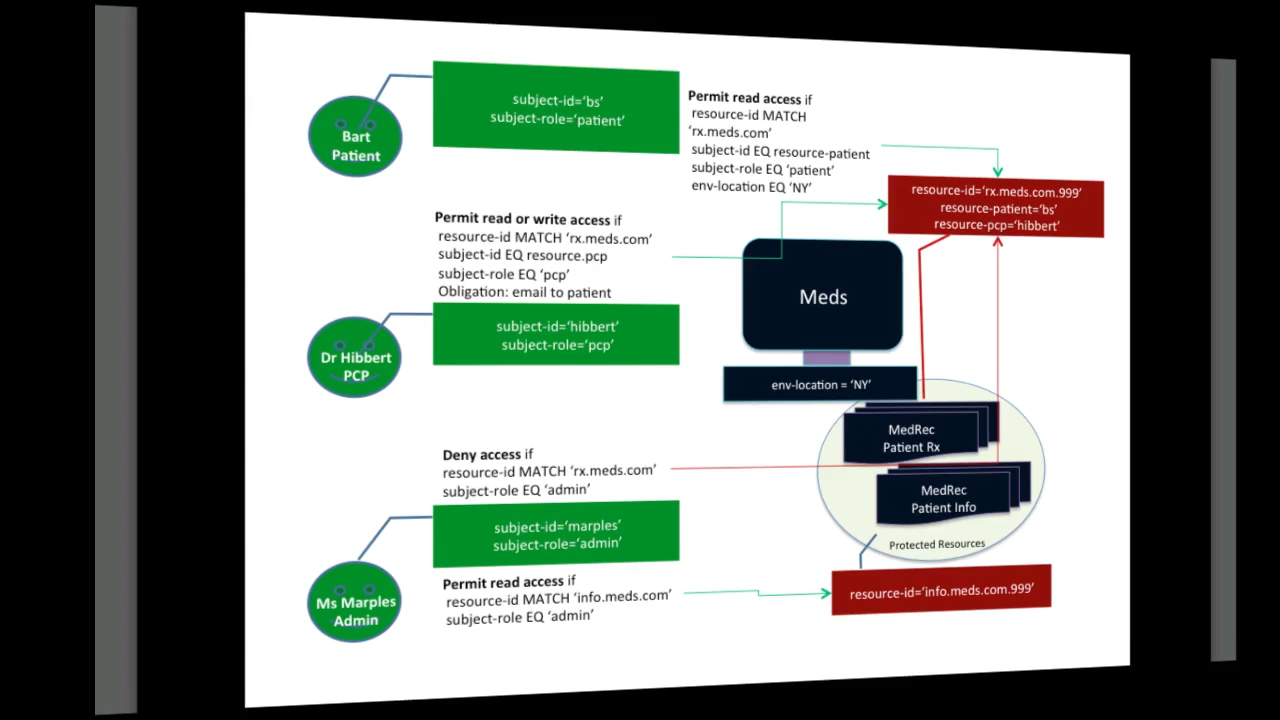 subject-id=‘bs’
subject-role=‘patient’
Bart
Patient
Permit read access if
resource-id MATCH
‘rx.meds.com’
subject-id EQ resource-patient
subject-role EQ ‘patient’
env-location EQ ‘NY’
resource-id=‘rx.meds.com.999’
resource-patient=‘bs’
resource-pcp=‘hibbert’
Permit read or write access if
resource-id MATCH ‘rx.meds.com’
subject-id EQ resource.pcp
subject-role EQ ‘pcp’
Obligation: email to patient
Meds
subject-id=‘hibbert’
subject-role=‘pcp’
Dr Hibbert
PCP
env-location = ‘NY’
MedRec
Patient Rx
Deny access if
resource-id MATCH ‘rx.meds.com’
subject-role EQ ‘admin’
MedRec
Patient Info
Protected Resources
subject-id=‘marples’
subject-role=‘admin’
Ms Marples
Admin
Permit read access if
resource-id MATCH ‘info.meds.com’
subject-role EQ ‘admin’
resource-id=‘info.meds.com.999’